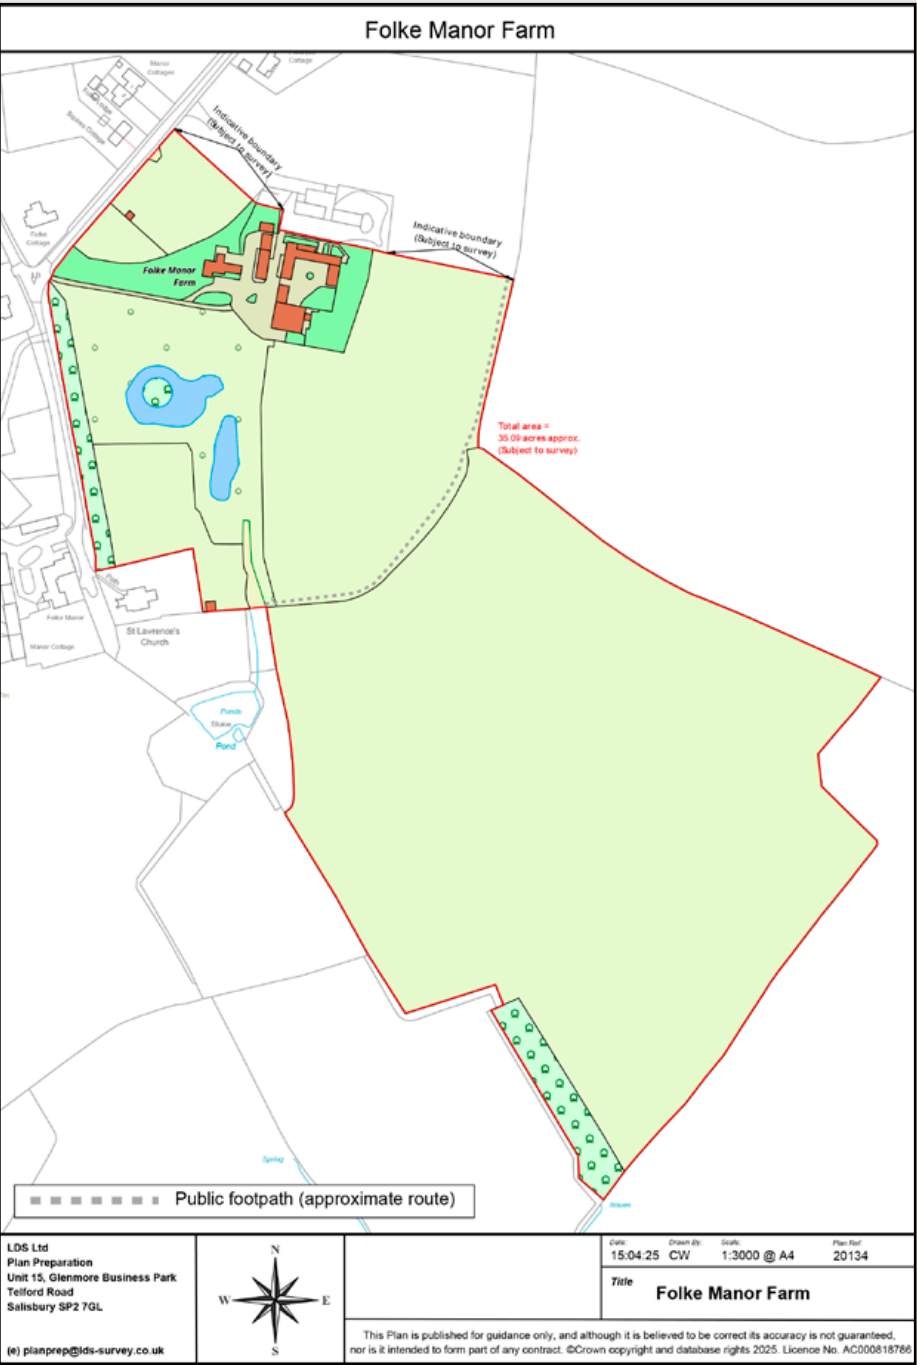 Folke Manor Farm
Manor
Cottages
Cottage
Folke Lodge
Squires Cottage
Indicative boundary
(Subject to survey)
Folke
Cottage
Indicative boundary
(Subject to survey)
Folke Manor
Farm
Total area =
35.09 acres approx.
(Subject to survey)
Path
Folke Manor
Manor Cottage
St Lawrence's
Church
Ponds
Sluice
Pond
Spring
Issues
Public footpath (approximate route)
LDS Ltd
Plan Preparation
Unit 15, Glenmore Business Park
Telford Road
Salisbury SP2 7GL
(e) planprep@lds-survey.co.uk
N
W E
S
Date: Drawn By: Scale: Plan Ref:
15:04:25 CW 1:3000 @ A4 20134
Title
Folke Manor Farm
This Plan is published for guidance only, and although it is believed to be correct its accuracy is not guaranteed,
nor is it intended to form part of any contract. ©Crown copyright and database rights 2025. Licence No. AC000818786